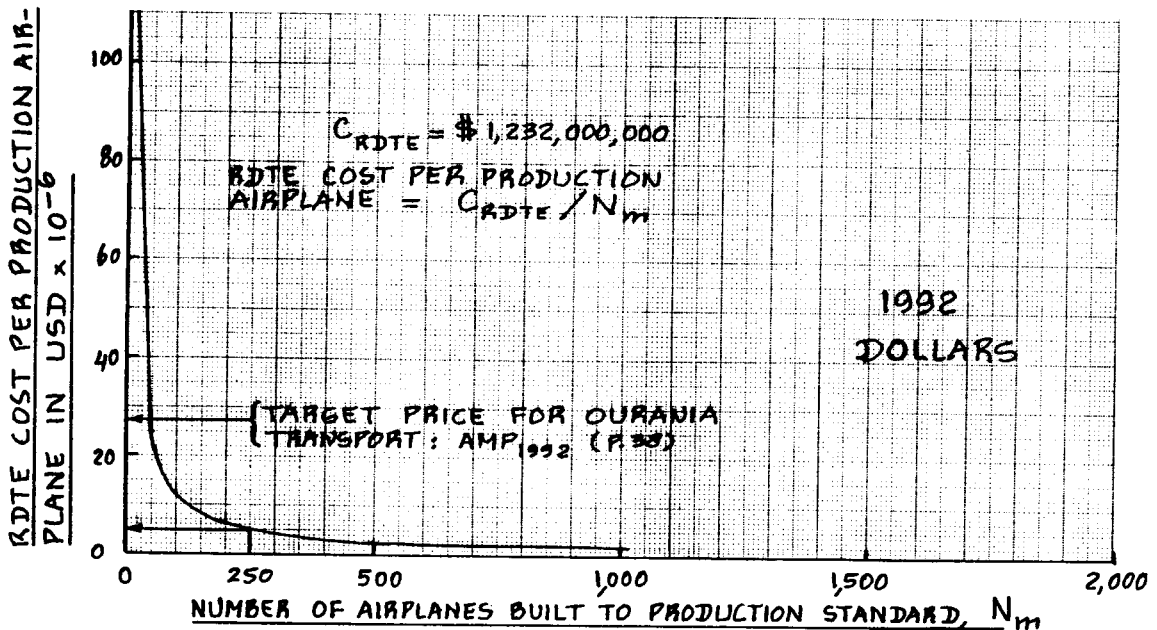 RDTE COST PER PRODUCTION AIR-
PLANE IN USD x 10⁻⁶
100
80
60
40
20
0
C_RDTE = $ 1,232,000,000
RDTE COST PER PRODUCTION
AIRPLANE = C_RDTE / N_m
1992
DOLLARS
TARGET PRICE FOR OURANIA
TRANSPORT: AMP₁₉₉₂ (P. )
0 250 500 1,000 1,500 2,000
NUMBER OF AIRPLANES BUILT TO PRODUCTION STANDARD, N_m